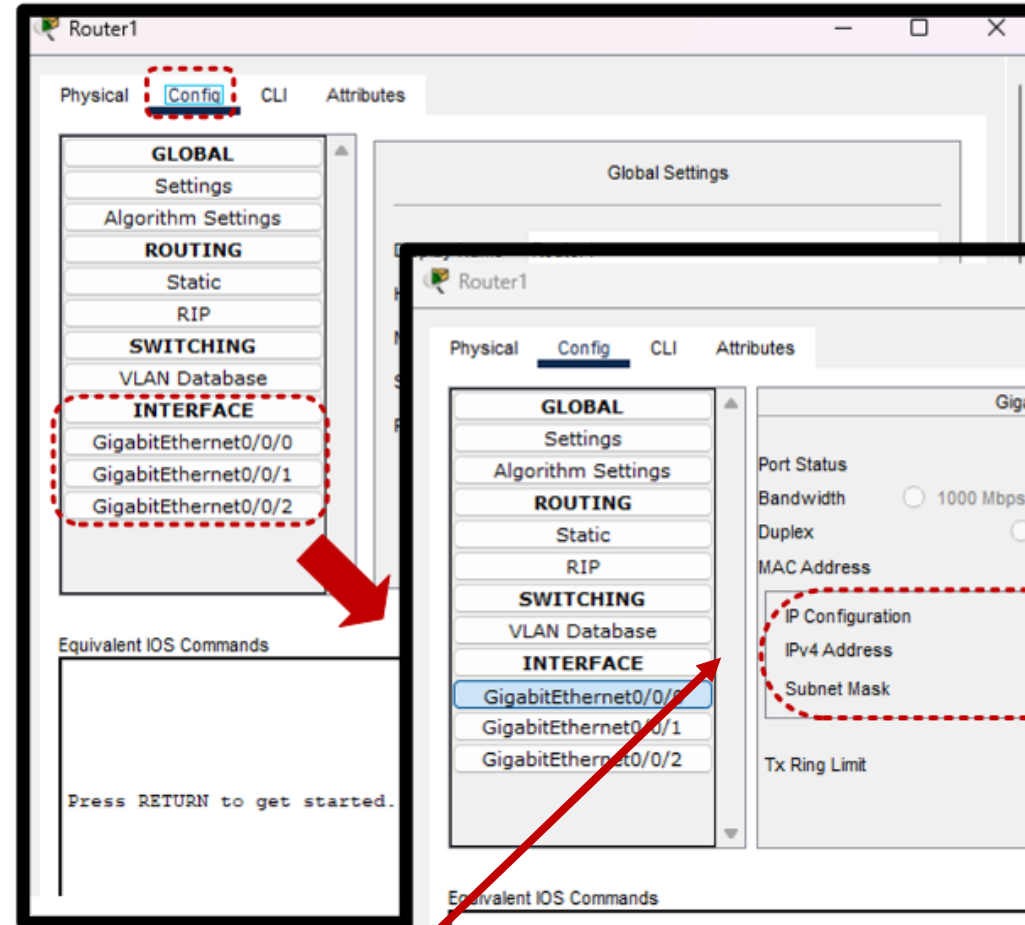 Router1
Physical Config CLI Attributes
GLOBAL
Settings
Algorithm Settings
ROUTING
Static
RIP
SWITCHING
VLAN Database
INTERFACE
GigabitEthernet0/0/0
GigabitEthernet0/0/1
GigabitEthernet0/0/2
Global Settings
Equivalent IOS Commands
Press RETURN to get started.
Router1
Physical Config CLI Attributes
GLOBAL
Settings
Algorithm Settings
ROUTING
Static
RIP
SWITCHING
VLAN Database
INTERFACE
GigabitEthernet0/0/0
GigabitEthernet0/0/1
GigabitEthernet0/0/2
Giga
Port Status
Bandwidth 1000 Mbps
Duplex
MAC Address
IP Configuration
IPv4 Address
Subnet Mask
Tx Ring Limit
Equivalent IOS Commands